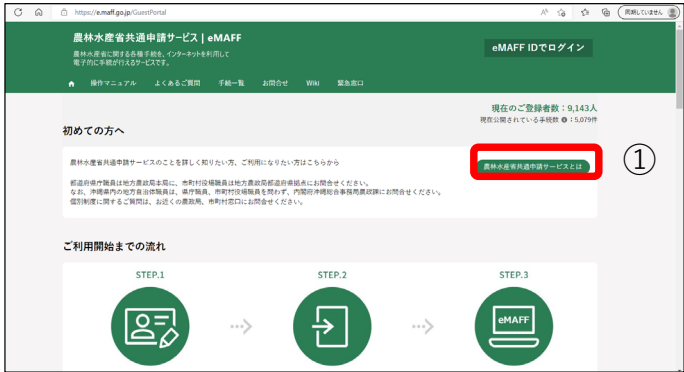 https://e.maff.go.jp/GuestPortal
同期していません
農林水産省共通申請サービス | eMAFF
農林水産省に関する各種手続を、インターネットを利用して
電子的に手続が行えるサービスです。
eMAFF IDでログイン
操作マニュアル よくあるご質問 手続一覧 お問合せ Wiki 緊急窓口
現在のご登録者数：9,143人
現在公開されている手続数 ：5,079件
初めての方へ
農林水産省共通申請サービスのことを詳しく知りたい方、ご利用になりたい方はこちらから
農林水産省共通申請サービスとは
①
都道府県庁職員は地方農政局本局に、市町村役場職員は地方農政局都道府県拠点にお問合せください。
なお、沖縄県内の地方自治体職員は、県庁職員、市町村役場職員を問わず、内閣府沖縄総合事務局農政課にお問合せください。
個別制度に関するご質問は、お近くの農政局、市町村窓口にお問合せください。
ご利用開始までの流れ
STEP.1 STEP.2 STEP.3
eMAFF